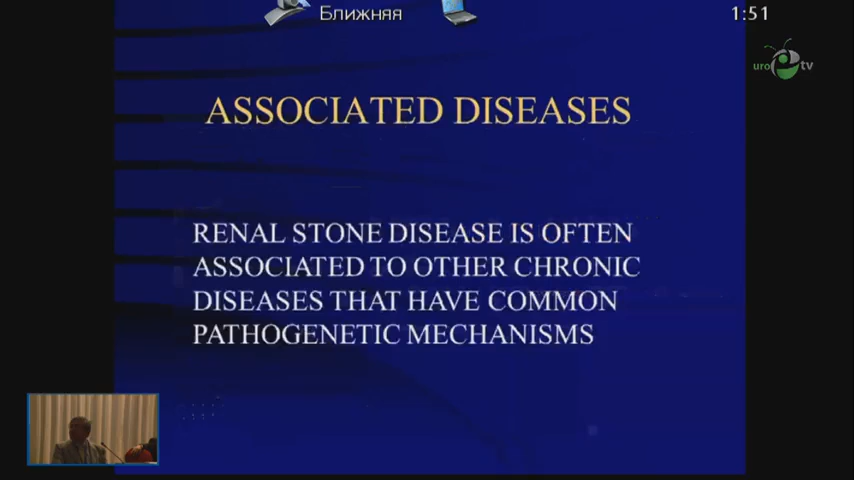 Ближняя
1:51
uro tv
ASSOCIATED DISEASES
RENAL STONE DISEASE IS OFTEN
ASSOCIATED TO OTHER CHRONIC
DISEASES THAT HAVE COMMON
PATHOGENETIC MECHANISMS